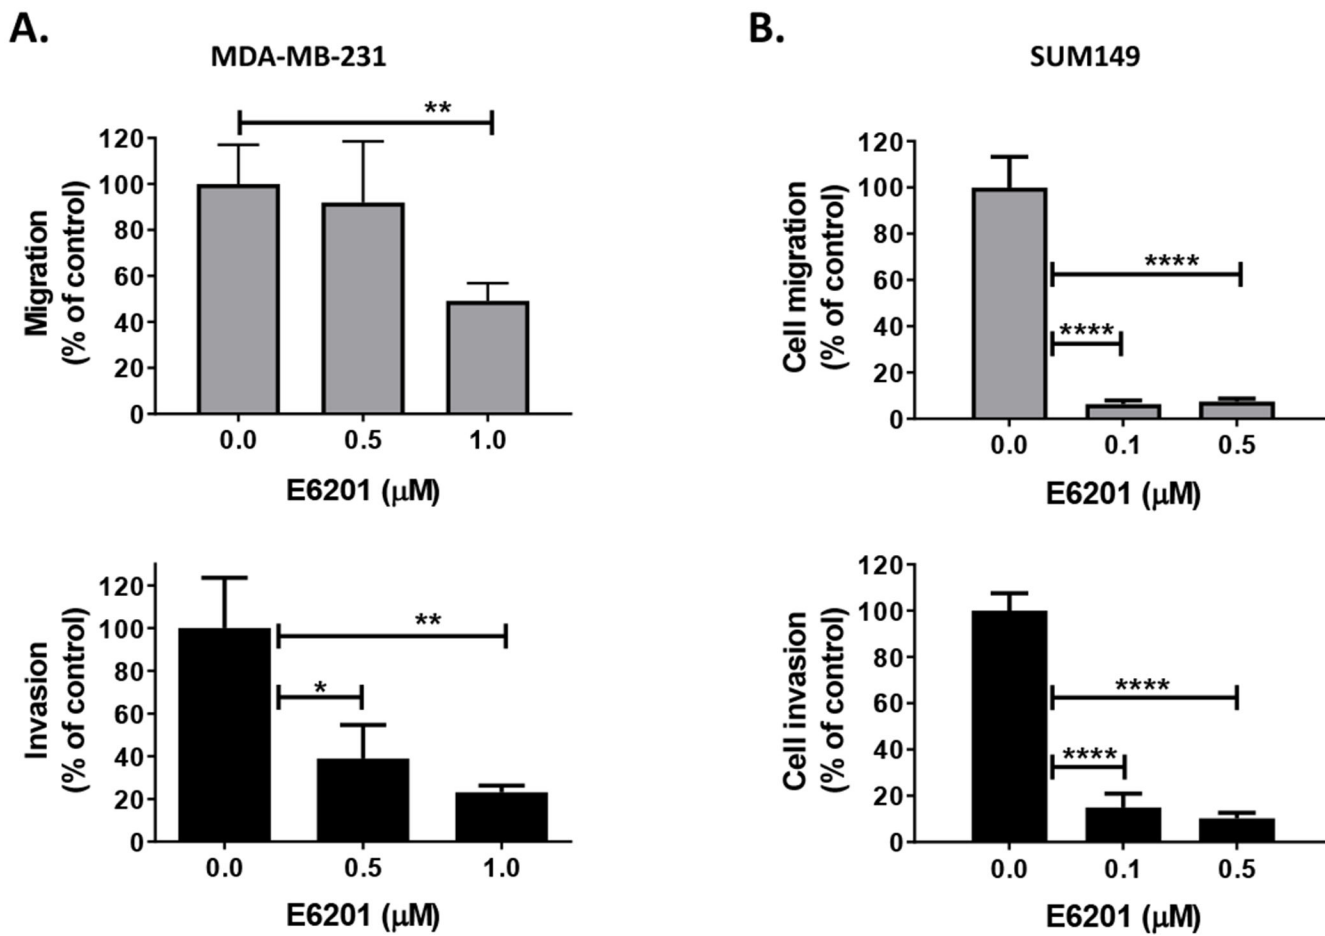 A.
MDA-MB-231
**
120
100
80
60
40
20
0
Migration
(% of control)
0.0 0.5 1.0
E6201 (μM)
120
100
80
60
40
20
0
Invasion
(% of control)
**
*
0.0 0.5 1.0
E6201 (μM)
B.
SUM149
120
100
80
60
40
20
0
Cell migration
(% of control)
****
****
0.0 0.1 0.5
E6201 (μM)
120
100
80
60
40
20
0
Cell invasion
(% of control)
****
****
0.0 0.1 0.5
E6201 (μM)